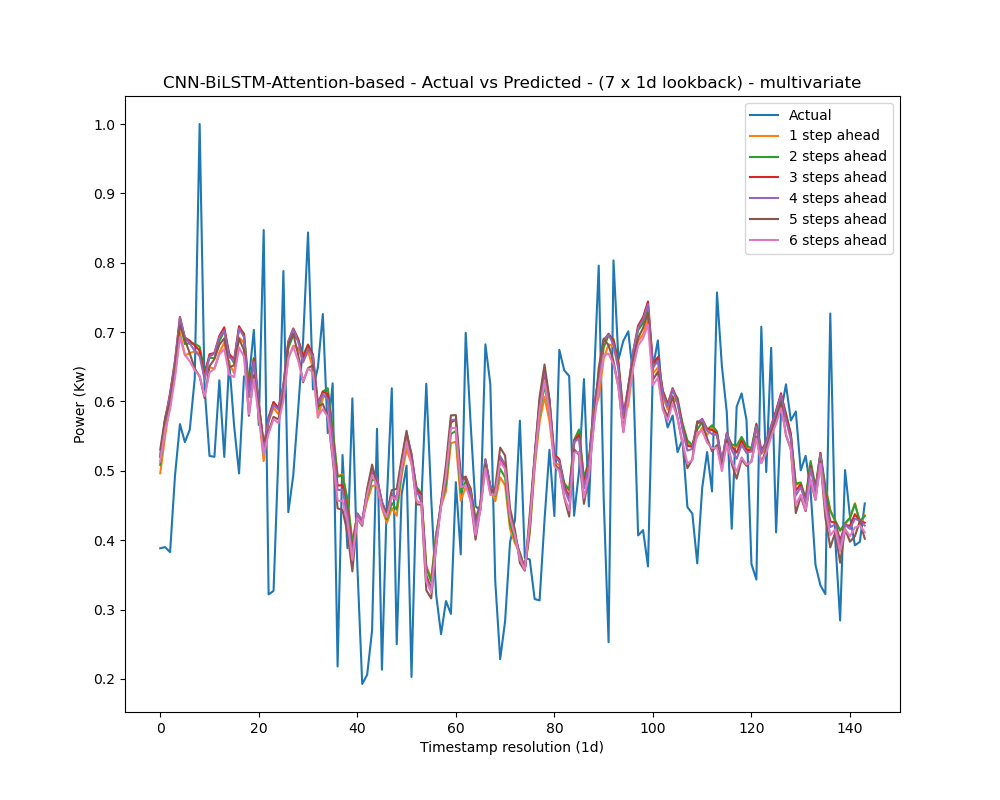 CNN-BiLSTM-Attention-based - Actual vs Predicted - (7 x 1d lookback) - multivariate
Actual
1 step ahead
2 steps ahead
3 steps ahead
4 steps ahead
5 steps ahead
6 steps ahead
1.0
0.9
0.8
0.7
0.6
0.5
0.4
0.3
0.2
Power (Kw)
0 20 40 60 80 100 120 140
Timestamp resolution (1d)